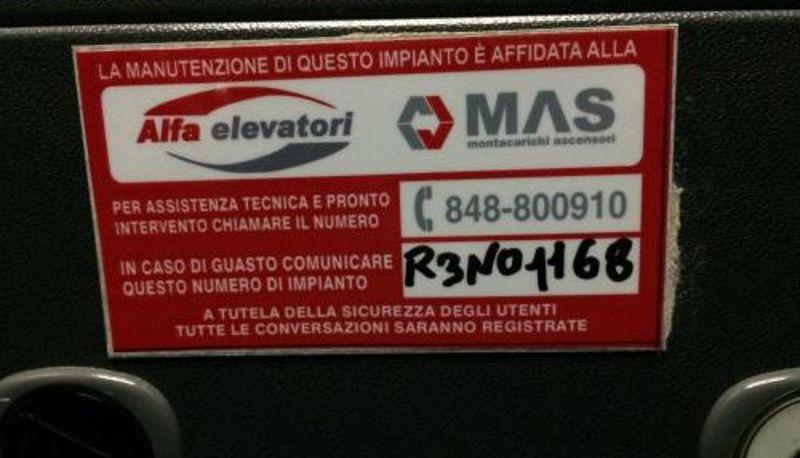 LA MANUTENZIONE DI QUESTO IMPIANTO È AFFIDATA ALLA
Alfa elevatori
MAS
montacarichi ascensori
PER ASSISTENZA TECNICA E PRONTO
INTERVENTO CHIAMARE IL NUMERO
848-800910
IN CASO DI GUASTO COMUNICARE
QUESTO NUMERO DI IMPIANTO
R3N01168
A TUTELA DELLA SICUREZZA DEGLI UTENTI
TUTTE LE CONVERSAZIONI SARANNO REGISTRATE